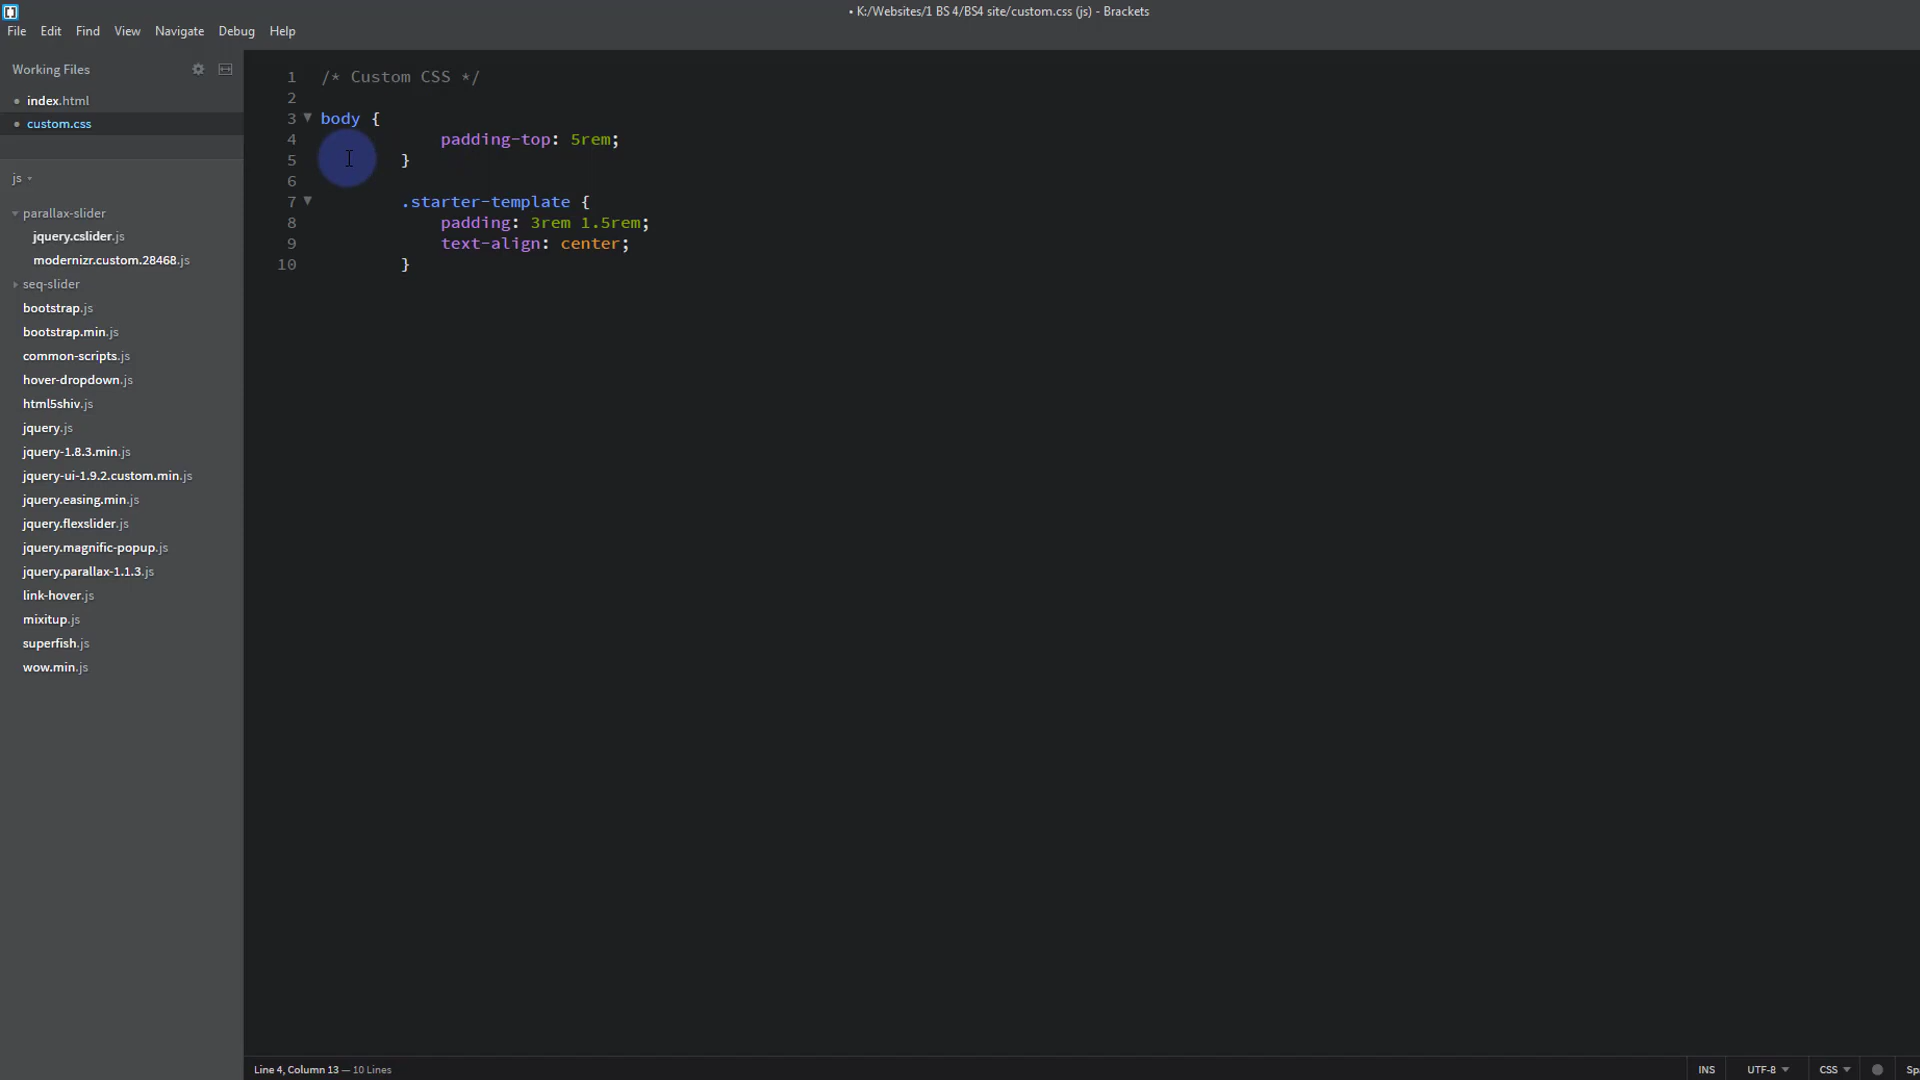 • K:/Websites/1 BS 4/BS4 site/custom.css (js) - Brackets
File Edit Find View Navigate Debug Help
Working Files
index.html
custom.css
js
parallax-slider
jquery.cslider.js
modernizr.custom.28468.js
seq-slider
bootstrap.js
bootstrap.min.js
common-scripts.js
hover-dropdown.js
html5shiv.js
jquery.js
jquery-1.8.3.min.js
jquery-ui-1.9.2.custom.min.js
jquery.easing.min.js
jquery.flexslider.js
jquery.magnific-popup.js
jquery.parallax-1.1.3.js
link-hover.js
mixitup.js
superfish.js
wow.min.js
1 /* Custom CSS */
2
3 body {
4 padding-top: 5rem;
5 }
6
7 .starter-template {
8 padding: 3rem 1.5rem;
9 text-align: center;
10 }
Line 4, Column 13 — 10 Lines
INS UTF-8 CSS Sp